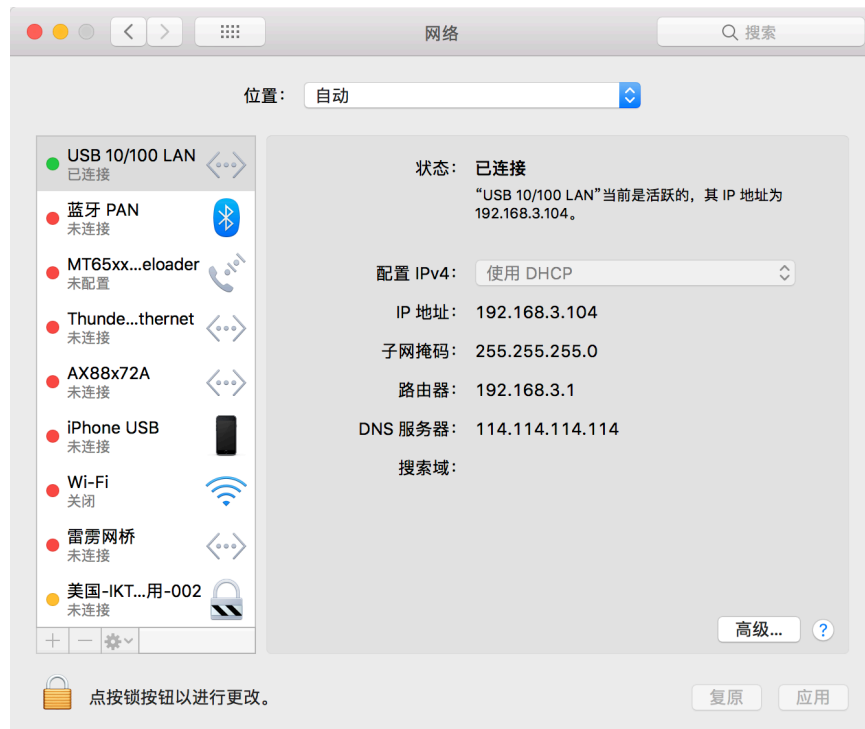 网络
搜索
位置：
自动
USB 10/100 LAN
已连接
蓝牙 PAN
未连接
MT65xx...eloader
未配置
Thunde...thernet
未连接
AX88x72A
未连接
iPhone USB
未连接
Wi-Fi
关闭
雷雳网桥
未连接
美国-IKT...用-002
未连接
状态： 已连接
“USB 10/100 LAN”当前是活跃的，其 IP 地址为
192.168.3.104。
配置 IPv4： 使用 DHCP
IP 地址： 192.168.3.104
子网掩码： 255.255.255.0
路由器： 192.168.3.1
DNS 服务器： 114.114.114.114
搜索域：
高级... ?
点按锁按钮以进行更改。
复原 应用